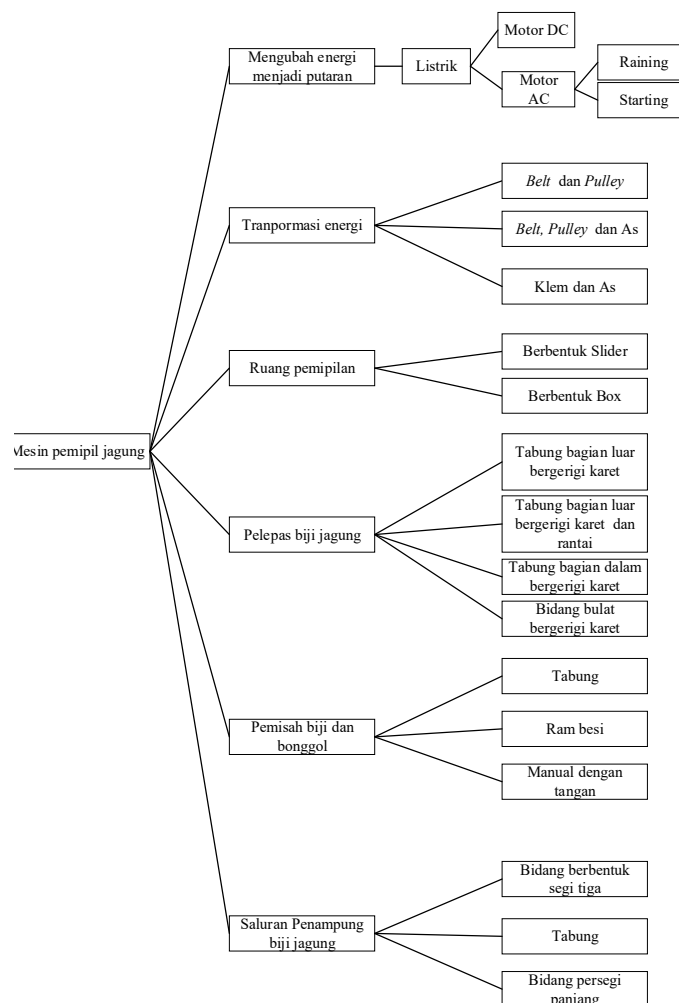 Motor DC
Mengubah energi
menjadi putaran
Listrik
Motor
AC
Raining
Starting
Belt dan Pulley
Tranpormasi energi
Belt, Pulley dan As
Klem dan As
Berbentuk Slider
Ruang pemipilan
Berbentuk Box
Mesin pemipil jagung
Tabung bagian luar
bergerigi karet
Tabung bagian luar
bergerigi karet dan
rantai
Pelepas biji jagung
Tabung bagian dalam
bergerigi karet
Bidang bulat
bergerigi karet
Tabung
Pemisah biji dan
bonggol
Ram besi
Manual dengan
tangan
Bidang berbentuk
segi tiga
Saluran Penampung
biji jagung
Tabung
Bidang persegi
panjang